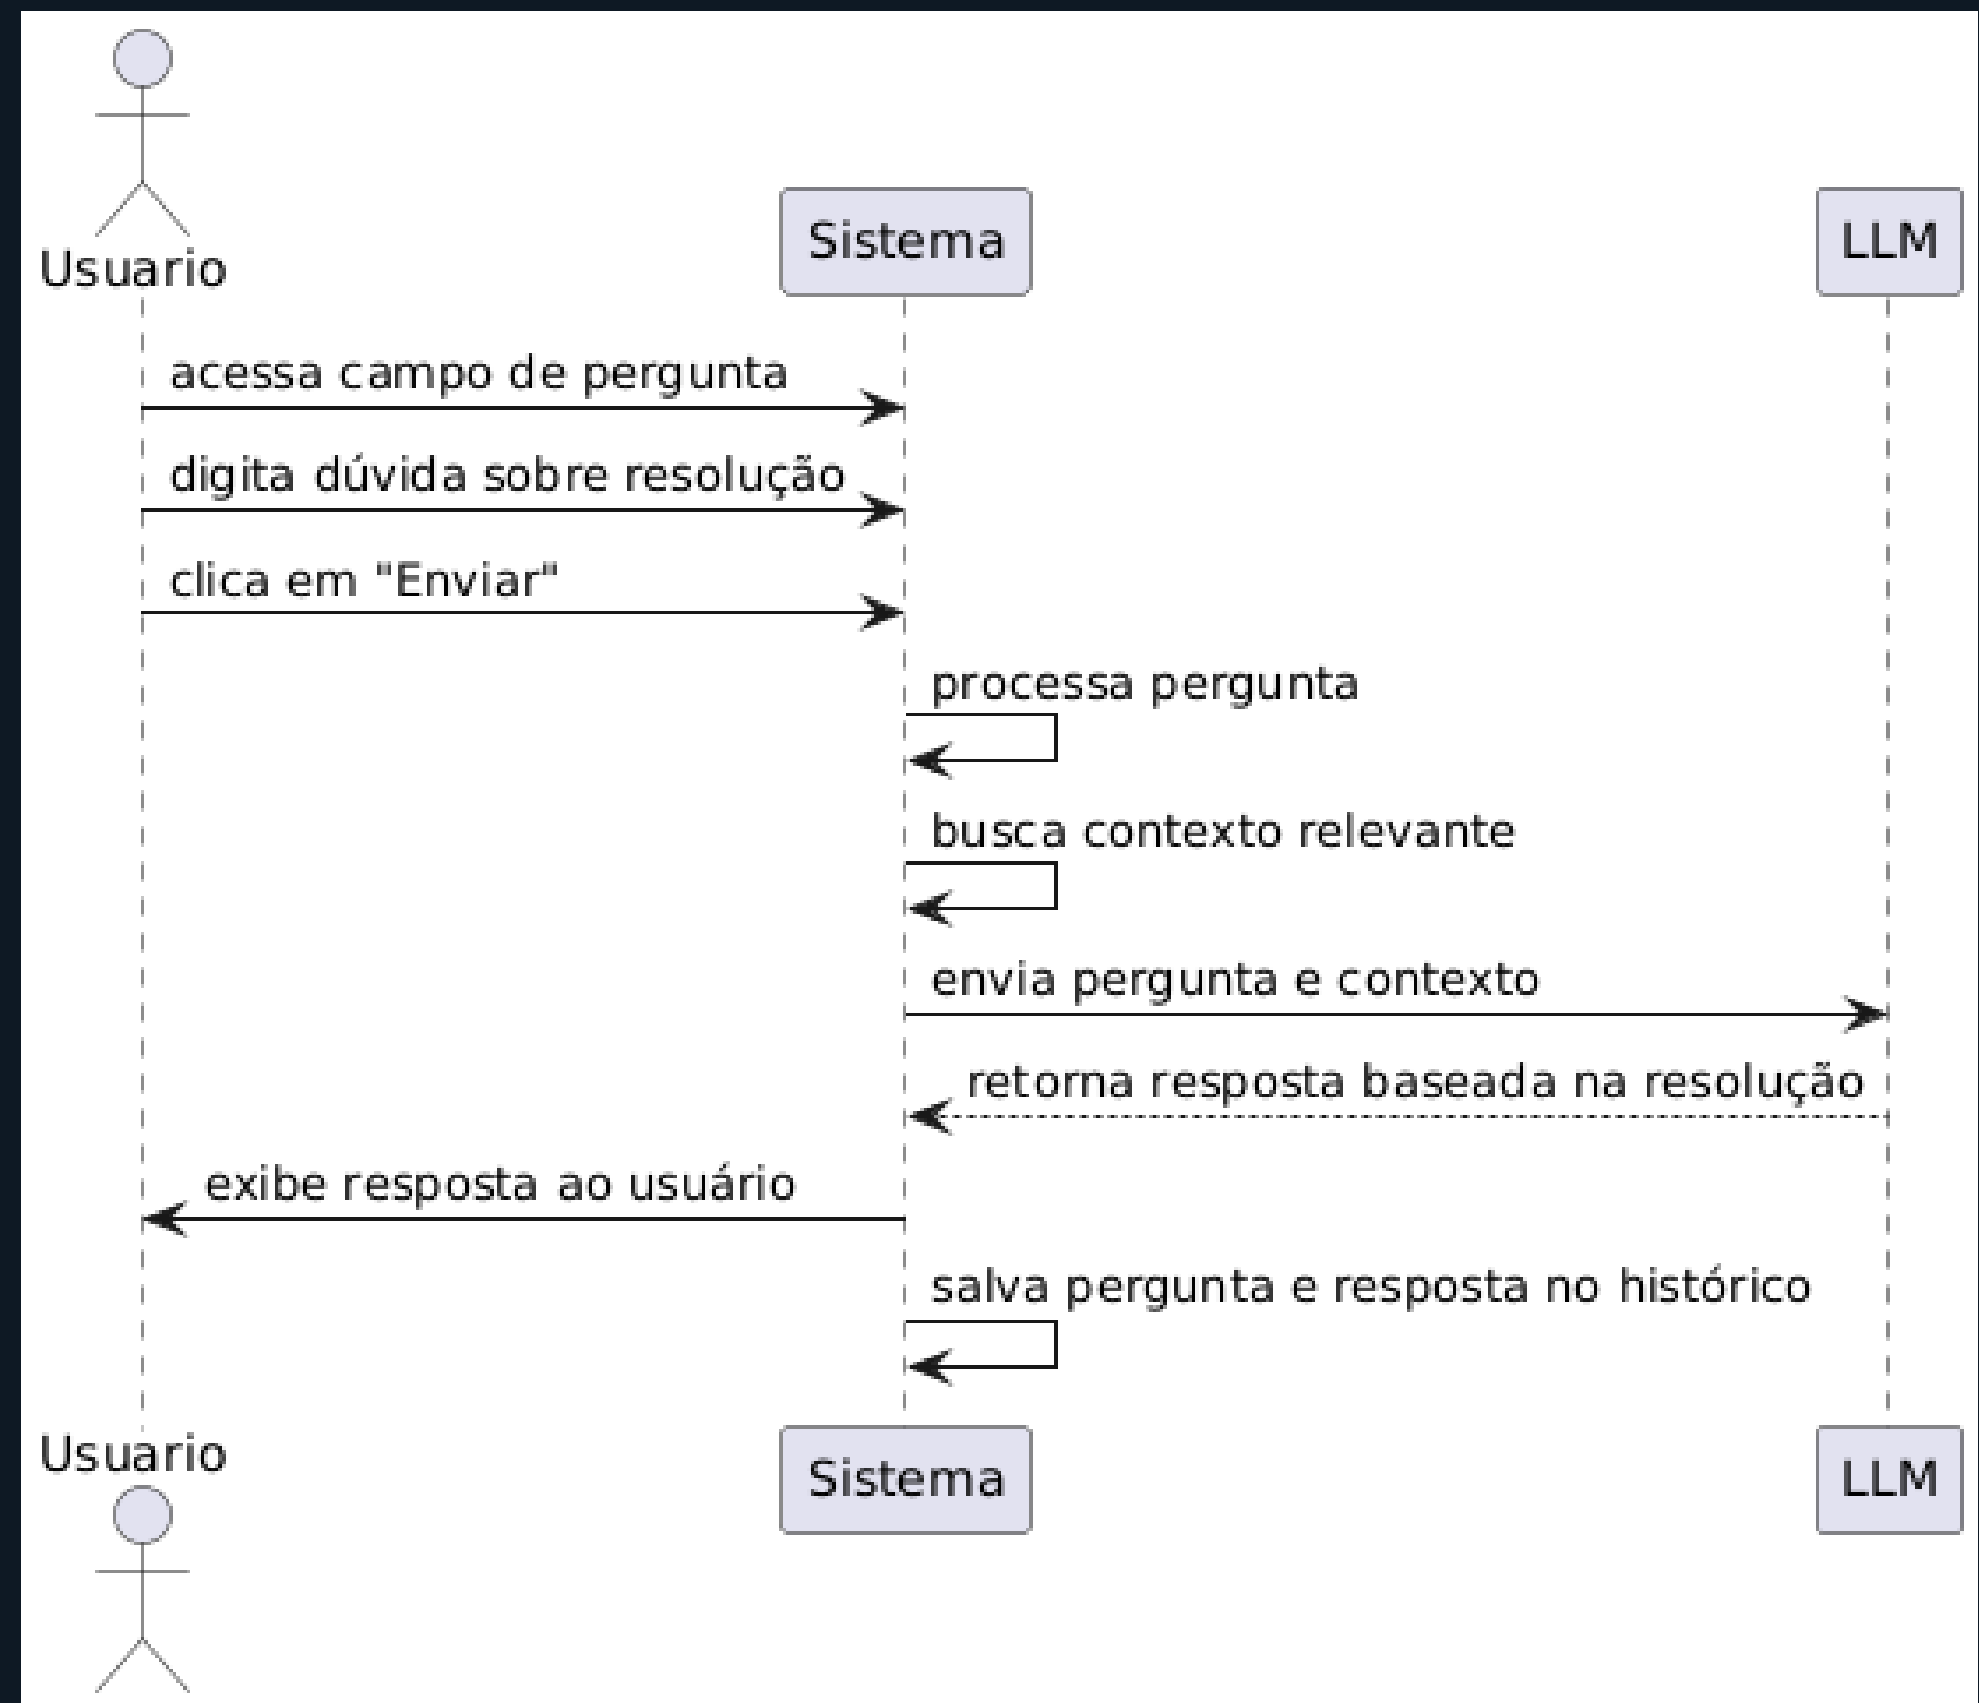 Usuario
Sistema
LLM
acessa campo de pergunta
digita dúvida sobre resolução
clica em "Enviar"
processa pergunta
busca contexto relevante
envia pergunta e contexto
retorna resposta baseada na resolução
exibe resposta ao usuário
salva pergunta e resposta no histórico
Usuario
Sistema
LLM